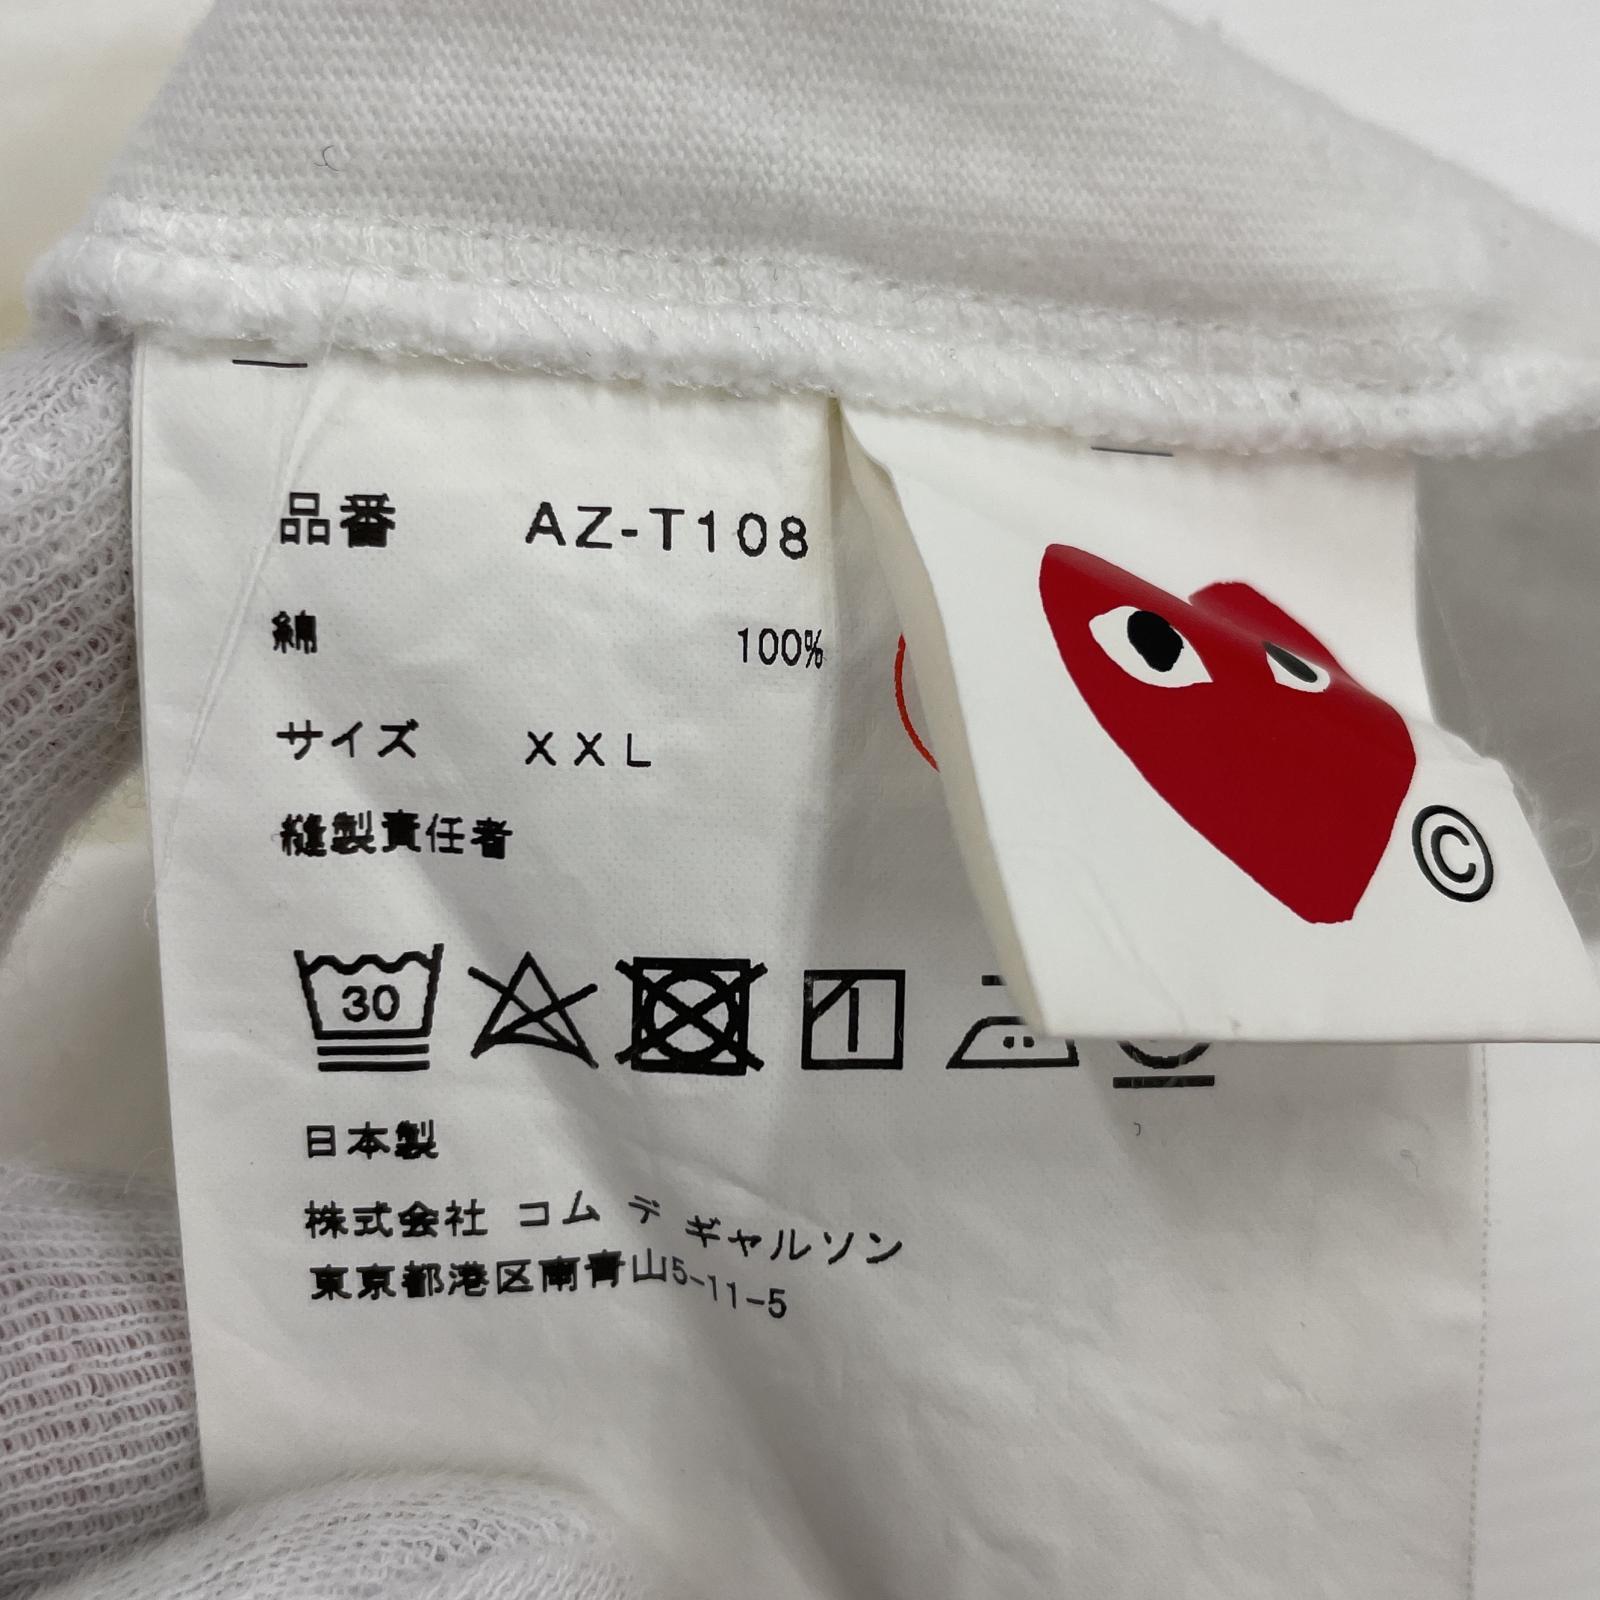 品番 AZ-T108
綿 100%
サイズ XXL
縫製責任者
30
日本製
株式会社 コム デ ギャルソン
東京都港区南青山5-11-5
©